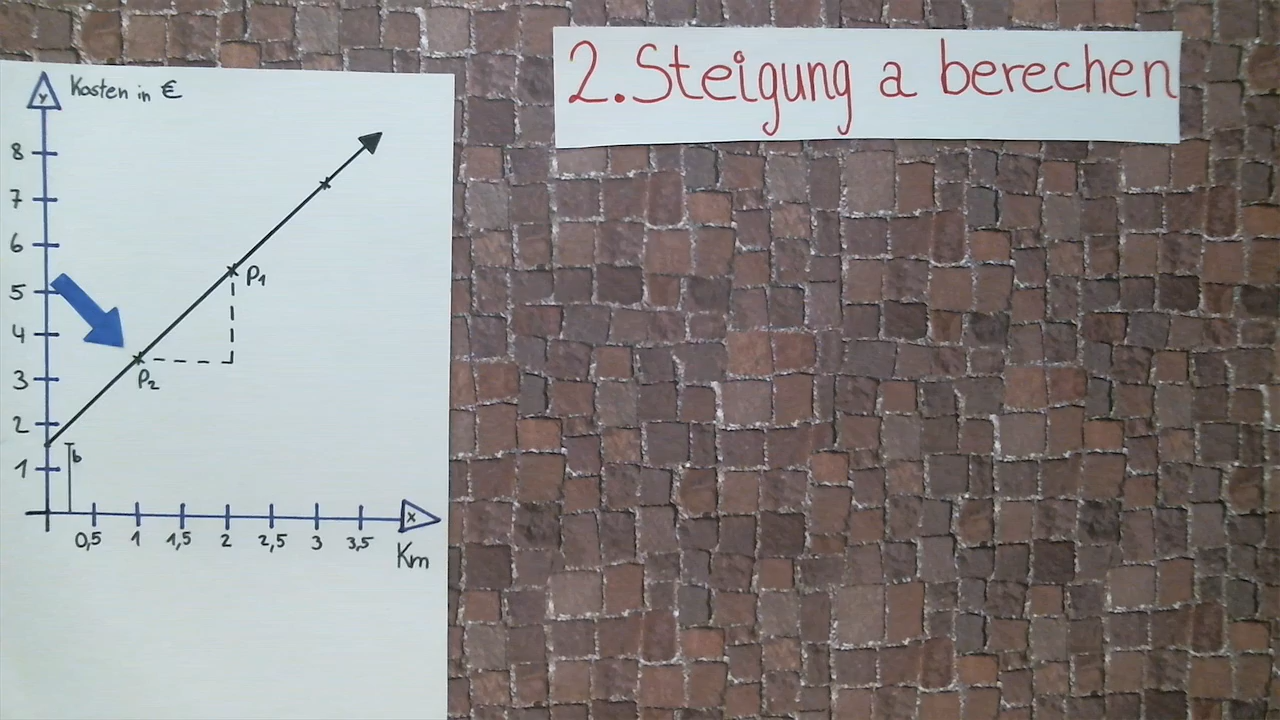 2. Steigung a berechen
y
Kosten in €
8
7
6
5
4
3
2
1
P1
P2
b
x
0,5 1 1,5 2 2,5 3 3,5
Km